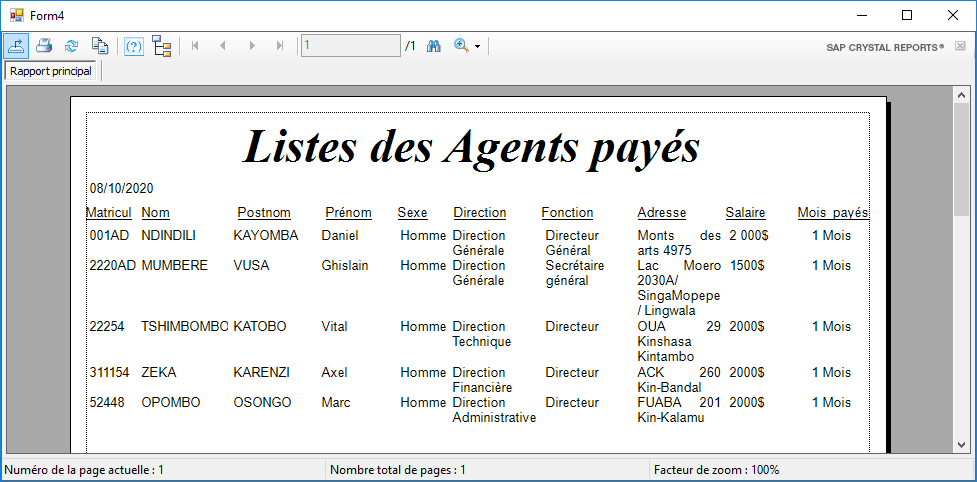 Form4
1 /1 SAP CRYSTAL REPORTS®
Rapport principal
Listes des Agents payés
08/10/2020
Matricul Nom Postnom Prénom Sexe Direction Fonction Adresse Salaire Mois payés
001AD NDINDILI KAYOMBA Daniel Homme Direction Directeur Monts des 2 000$ 1 Mois
Générale Général arts 4975
2220AD MUMBERE VUSA Ghislain Homme Direction Secrétaire Lac Moero 1500$ 1 Mois
Générale général 2030A/
SingaMopepe
/ Lingwala
22254 TSHIMBOMBO KATOBO Vital Homme Direction Directeur OUA 29 2000$ 1 Mois
Technique Kinshasa
Kintambo
311154 ZEKA KARENZI Axel Homme Direction Directeur ACK 260 2000$ 1 Mois
Financière Kin-Bandal
52448 OPOMBO OSONGO Marc Homme Direction Directeur FUABA 201 2000$ 1 Mois
Administrative Kin-Kalamu
Numéro de la page actuelle : 1 Nombre total de pages : 1 Facteur de zoom : 100%